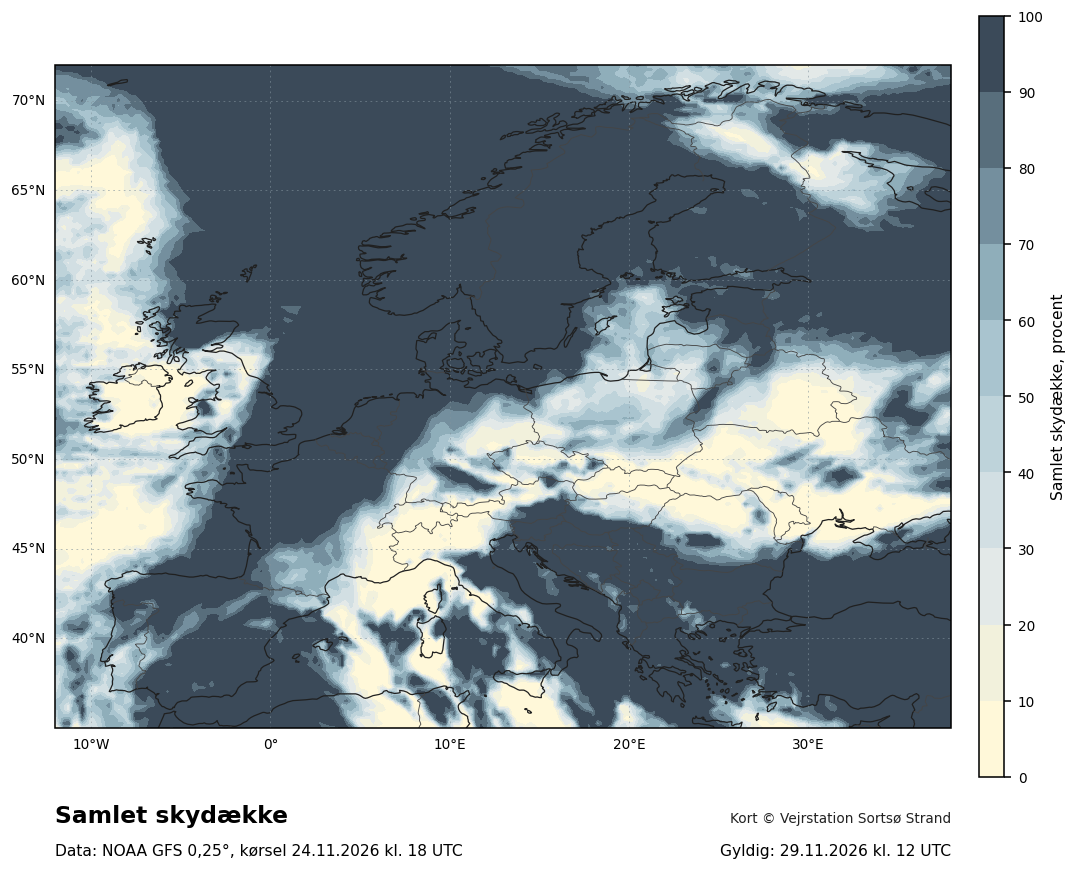 100
90
80
70
60
50
40
30
20
10
0
Samlet skydække, procent
70°N
65°N
60°N
55°N
50°N
45°N
40°N
10°W
0°
10°E
20°E
30°E
Samlet skydække
Kort © Vejrstation Sortsø Strand
Data: NOAA GFS 0,25°, kørsel 24.11.2026 kl. 18 UTC
Gyldig: 29.11.2026 kl. 12 UTC